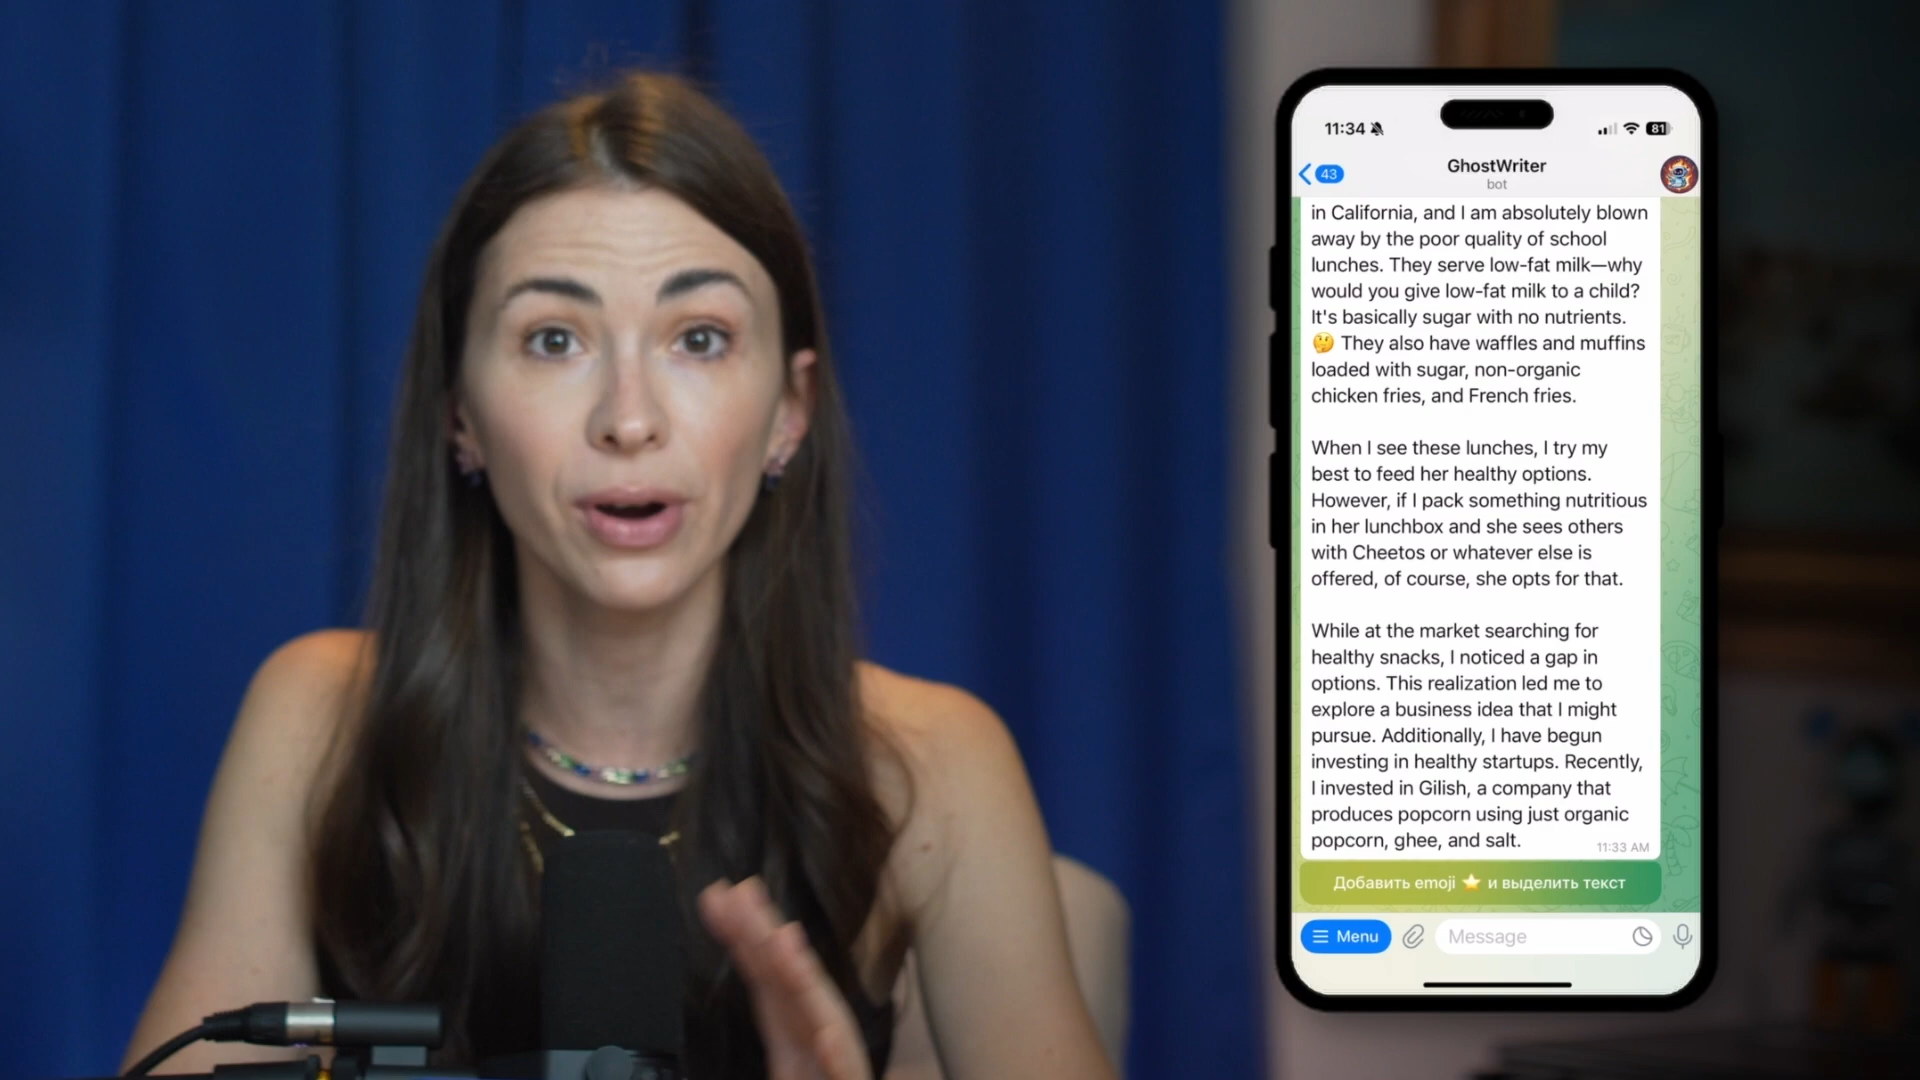 11:34
81
43
GhostWriter
bot
in California, and I am absolutely blown
away by the poor quality of school
lunches. They serve low-fat milk—why
would you give low-fat milk to a child?
It's basically sugar with no nutrients.
🤔 They also have waffles and muffins
loaded with sugar, non-organic
chicken fries, and French fries.
When I see these lunches, I try my
best to feed her healthy options.
However, if I pack something nutritious
in her lunchbox and she sees others
with Cheetos or whatever else is
offered, of course, she opts for that.
While at the market searching for
healthy snacks, I noticed a gap in
options. This realization led me to
explore a business idea that I might
pursue. Additionally, I have begun
investing in healthy startups. Recently,
I invested in Gilish, a company that
produces popcorn using just organic
popcorn, ghee, and salt.
11:33 AM
Добавить emoji ⭐ и выделить текст
Menu
Message